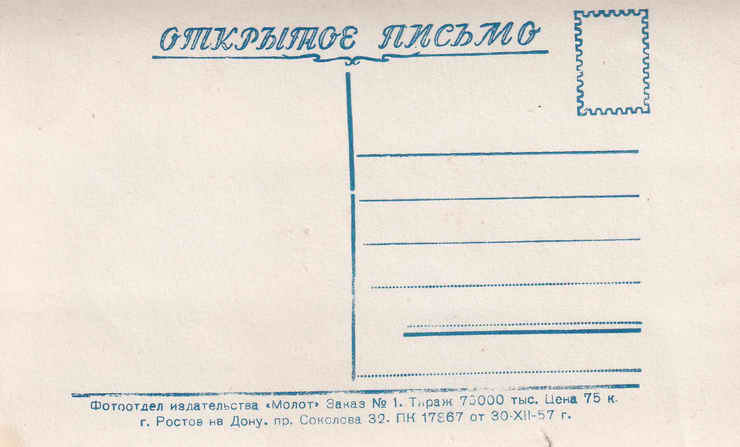 ОТКРЫТОЕ ПИСЬМО
Фотоотдел издательства «Молот» Заказ № 1. Тираж тыс. Цена 75 к.
г. Ростов на Дону, пр. Соколова 32. ПК 17867 от 30-XII-57 г.